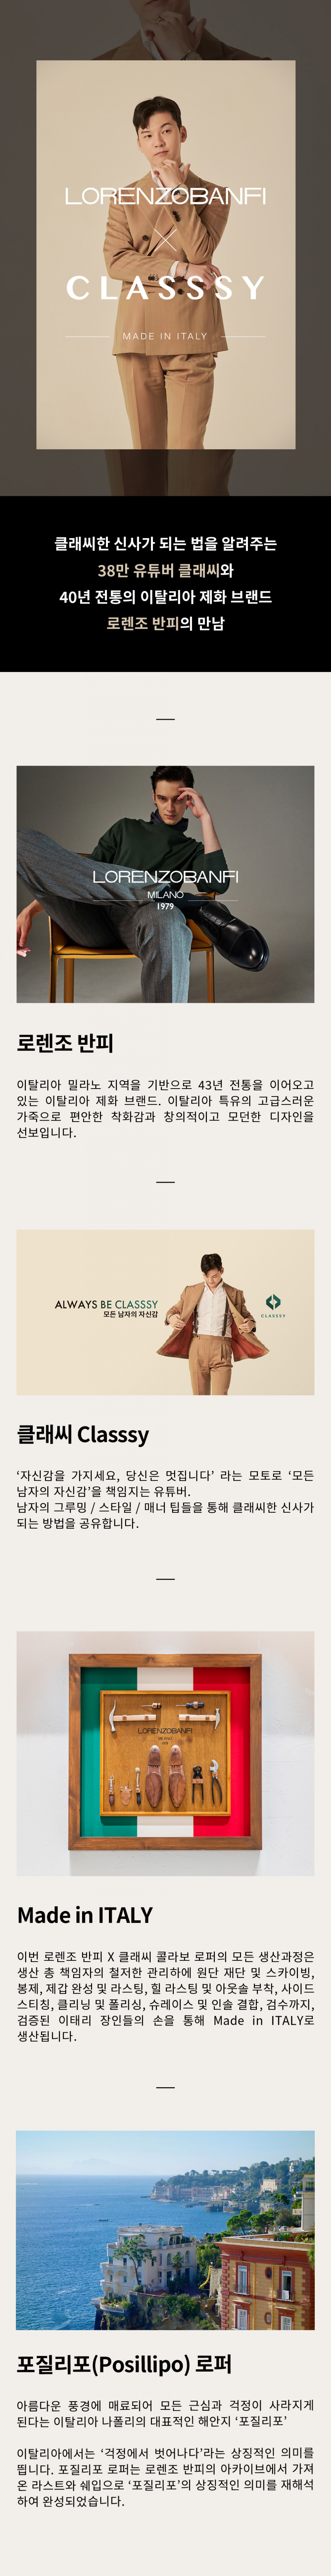 LORENZOBANFI
CLASSSY
MADE IN ITALY
클래씨한 신사가 되는 법을 알려주는
38만 유튜버 클래씨와
40년 전통의 이탈리아 제화 브랜드
로렌조 반피의 만남
LORENZOBANFI
MILANO
1979
로렌조 반피
이탈리아 밀라노 지역을 기반으로 43년 전통을 이어오고
있는 이탈리아 제화 브랜드. 이탈리아 특유의 고급스러운
가죽으로 편안한 착화감과 창의적이고 모던한 디자인을
선보입니다.
ALWAYS BE CLASSSY
모든 남자의 자신감
CLASSSY
클래씨 Classsy
‘자신감을 가지세요, 당신은 멋집니다’ 라는 모토로 ‘모든
남자의 자신감’을 책임지는 유튜버.
남자의 그루밍 / 스타일 / 매너 팁들을 통해 클래씨한 신사가
되는 방법을 공유합니다.
LORENZOBANFI
Made in ITALY
이번 로렌조 반피 X 클래씨 콜라보 로퍼의 모든 생산과정은
생산 총 책임자의 철저한 관리하에 원단 재단 및 스카이빙,
봉제, 제갑 완성 및 라스팅, 힐 라스팅 및 아웃솔 부착, 사이드
스티칭, 클리닝 및 폴리싱, 슈레이스 및 인솔 결합, 검수까지,
검증된 이태리 장인들의 손을 통해 Made in ITALY로
생산됩니다.
포질리포(Posillipo) 로퍼
아름다운 풍경에 매료되어 모든 근심과 걱정이 사라지게
된다는 이탈리아 나폴리의 대표적인 해안지 ‘포질리포’
이탈리아에서는 ‘걱정에서 벗어나다’라는 상징적인 의미를
띕니다. 포질리포 로퍼는 로렌조 반피의 아카이브에서 가져
온 라스트와 쉐입으로 ‘포질리포’의 상징적인 의미를 재해석
하여 완성되었습니다.